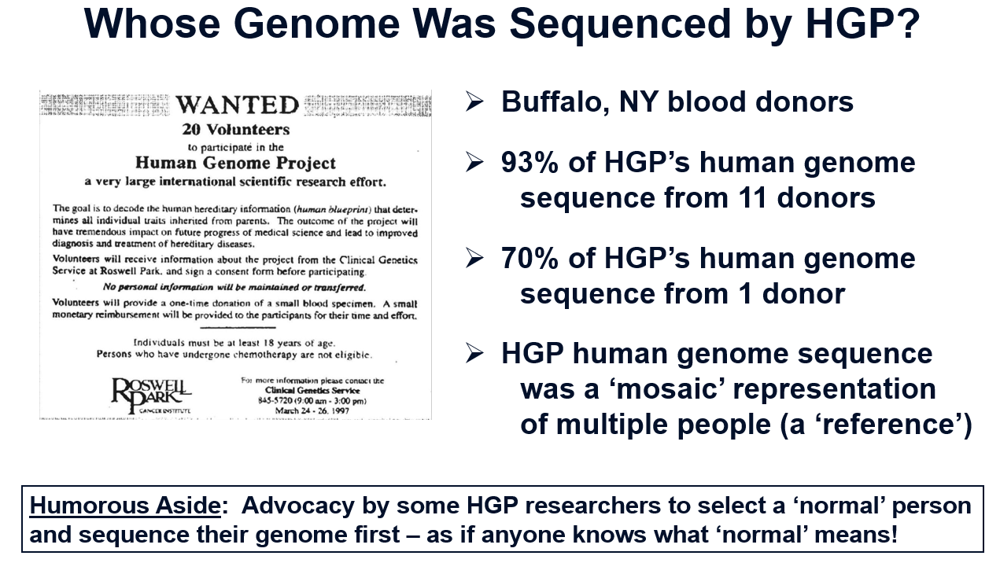 Whose Genome Was Sequenced by HGP?
WANTED
20 Volunteers
to participate in the
Human Genome Project
a very large international scientific research effort.
The goal is to decode the human hereditary information (human blueprint) that deter-
mines all individual traits inherited from parents. The outcome of the project will
have tremendous impact on future progress of medical science and lead to improved
diagnosis and treatment of hereditary diseases.
Volunteers will receive information about the project from the Clinical Genetics
Service at Roswell Park, and sign a consent form before participating.
No personal information will be maintained or transferred.
Volunteers will provide a one-time donation of a small blood specimen. A small
monetary reimbursement will be provided to the participants for their time and effort.
Individuals must be at least 18 years of age.
Persons who have undergone chemotherapy are not eligible.
ROSWELL
PARK
CANCER INSTITUTE
For more information please contact the
Clinical Genetics Service
845-5720 (9:00 am - 3:00 pm)
March 24 - 26, 1997
➢ Buffalo, NY blood donors
➢ 93% of HGP’s human genome
sequence from 11 donors
➢ 70% of HGP’s human genome
sequence from 1 donor
➢ HGP human genome sequence
was a ‘mosaic’ representation
of multiple people (a ‘reference’)
Humorous Aside: Advocacy by some HGP researchers to select a ‘normal’ person
and sequence their genome first – as if anyone knows what ‘normal’ means!